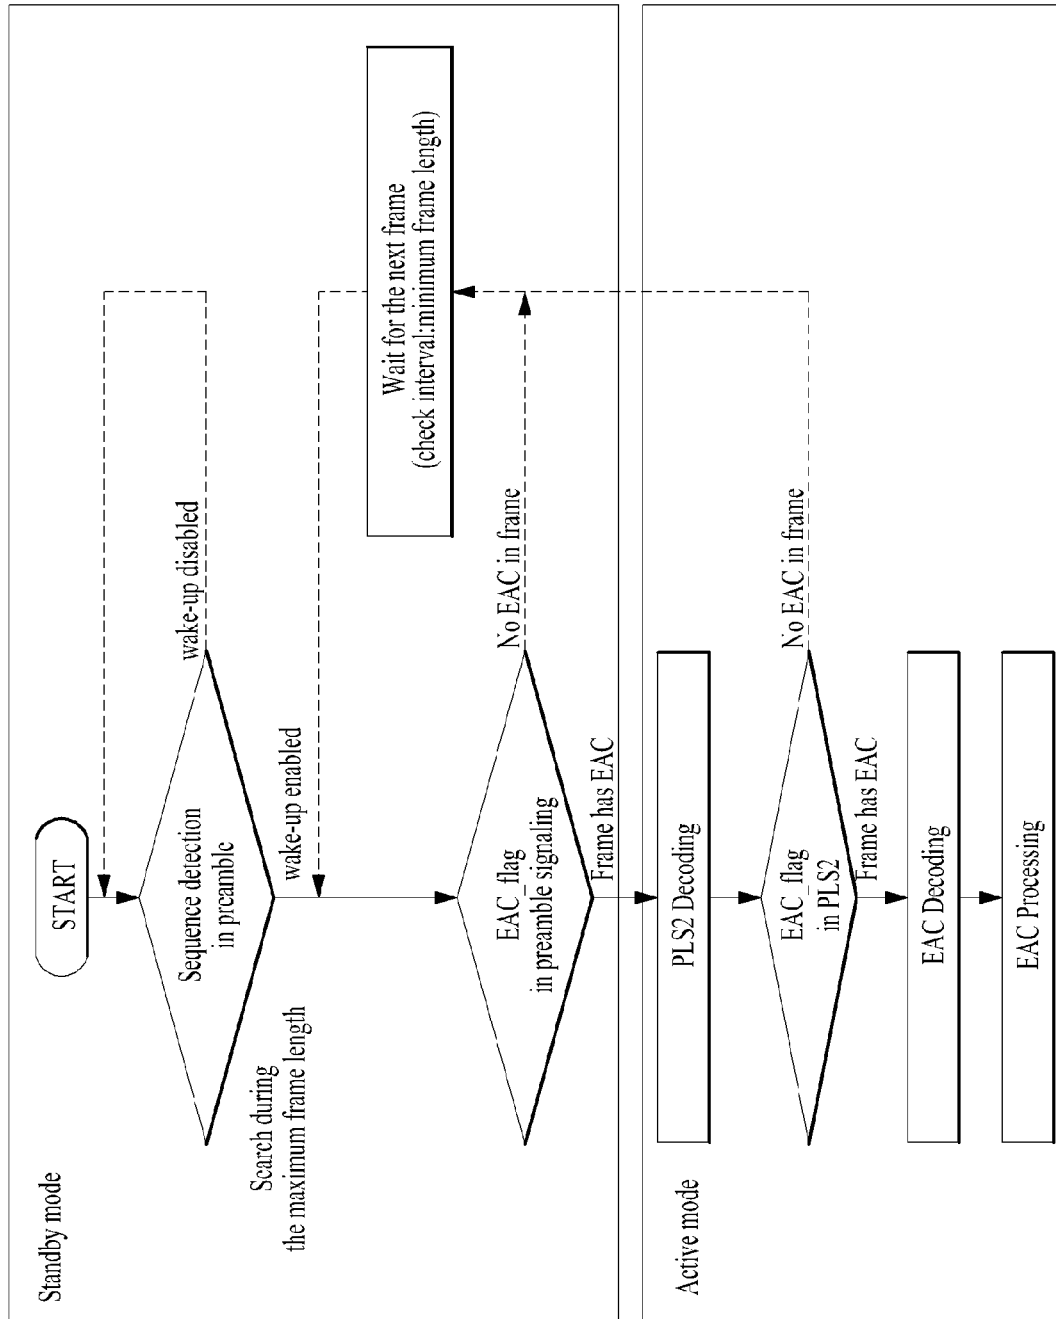 Standby mode
START
Sequence detection
in preamble
wake-up disabled
Search during
the maximum frame length
wake-up enabled
Wait for the next frame
(check interval:minimum frame length)
EAC_flag
in preamble signaling
No EAC in frame
Frame has EAC
Active mode
PLS2 Decoding
EAC_flag
in PLS2
No EAC in frame
Frame has EAC
EAC Decoding
EAC Processing